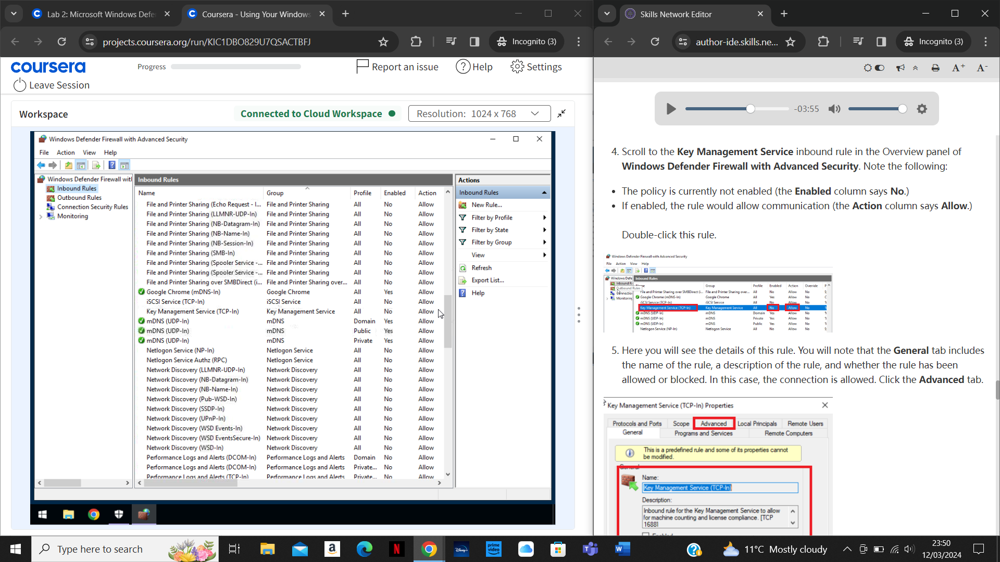 Lab 2: Microsoft Windows Defe
Coursera - Using Your Windows
projects.coursera.org/run/KIC1DBO829U7QSACTBFJ
Incognito (3)
coursera
Progress
Report an issue
Help
Settings
Leave Session
Workspace
Connected to Cloud Workspace
Resolution: 1024 x 768
Windows Defender Firewall with Advanced Security
File Action View Help
Windows Defender Firewall wit
Inbound Rules
Outbound Rules
Connection Security Rules
Monitoring
Inbound Rules
Name Group Profile Enabled Action
File and Printer Sharing (Echo Request - I... File and Printer Sharing All No Allow
File and Printer Sharing (LLMNR-UDP-In) File and Printer Sharing All No Allow
File and Printer Sharing (NB-Datagram-In) File and Printer Sharing All No Allow
File and Printer Sharing (NB-Name-In) File and Printer Sharing All No Allow
File and Printer Sharing (NB-Session-In) File and Printer Sharing All No Allow
File and Printer Sharing (SMB-In) File and Printer Sharing All No Allow
File and Printer Sharing (Spooler Service -... File and Printer Sharing All No Allow
File and Printer Sharing (Spooler Service -... File and Printer Sharing All No Allow
File and Printer Sharing over SMBDirect (i... File and Printer Sharing over... All No Allow
Google Chrome (mDNS-In) Google Chrome All Yes Allow
iSCSI Service (TCP-In) iSCSI Service All No Allow
Key Management Service (TCP-In) Key Management Service All No Allow
mDNS (UDP-In) mDNS Domain Yes Allow
mDNS (UDP-In) mDNS Public Yes Allow
mDNS (UDP-In) mDNS Private Yes Allow
Netlogon Service (NP-In) Netlogon Service All No Allow
Netlogon Service Authz (RPC) Netlogon Service All No Allow
Network Discovery (LLMNR-UDP-In) Network Discovery All No Allow
Network Discovery (NB-Datagram-In) Network Discovery All No Allow
Network Discovery (NB-Name-In) Network Discovery All No Allow
Network Discovery (Pub-WSD-In) Network Discovery All No Allow
Network Discovery (SSDP-In) Network Discovery All No Allow
Network Discovery (UPnP-In) Network Discovery All No Allow
Network Discovery (WSD Events-In) Network Discovery All No Allow
Network Discovery (WSD EventsSecure-In) Network Discovery All No Allow
Network Discovery (WSD-In) Network Discovery All No Allow
Performance Logs and Alerts (DCOM-In) Performance Logs and Alerts Domain No Allow
Performance Logs and Alerts (DCOM-In) Performance Logs and Alerts Private... No Allow
Performance Logs and Alerts (TCP-In) Performance Logs and Alerts Private... No Allow
Actions
Inbound Rules
New Rule...
Filter by Profile
Filter by State
Filter by Group
View
Refresh
Export List...
Help
Skills Network Editor
author-ide.skills.ne...
Incognito (3)
A+ A-
-03:55
4. Scroll to the Key Management Service inbound rule in the Overview panel of
Windows Defender Firewall with Advanced Security. Note the following:
• The policy is currently not enabled (the Enabled column says No.)
• If enabled, the rule would allow communication (the Action column says Allow.)
Double-click this rule.
Windows Defender Firewall with Advanced Security
File Action View Help
Windows Defe
Inbound R
Outbound Rules
Connection
Monitoring
Inbound Rules
Group Profile Enabled Action Override
File and Printer Sharing over SMBDirect (i... File and Printer Sharing over... All No Allow No
Google Chrome (mDNS-In) Google Chrome All Yes Allow No
iSCSI Service (TCP-In) iSCSI Service All No Allow No
Key Management Service (TCP-In) Key Management Service All No Allow No
mDNS (UDP-In) mDNS Domain Yes Allow No
mDNS (UDP-In) mDNS Private Yes Allow No
mDNS (UDP-In) mDNS Public Yes Allow No
Netlogon Service (NP-In) Netlogon Service All No Allow No
5. Here you will see the details of this rule. You will note that the General tab includes
the name of the rule, a description of the rule, and whether the rule has been
allowed or blocked. In this case, the connection is allowed. Click the Advanced tab.
Key Management Service (TCP-In) Properties
Protocols and Ports Scope Advanced Local Principals Remote Users
General Programs and Services Remote Computers
This is a predefined rule and some of its properties cannot
be modified.
General
Name:
Key Management Service (TCP-In)
Description:
Inbound rule for the Key Management Service to allow
for machine counting and license compliance. [TCP
1688]
Enabled
Type here to search
a
N
Disney+
prime video
W
11°C Mostly cloudy
23:50
12/03/2024